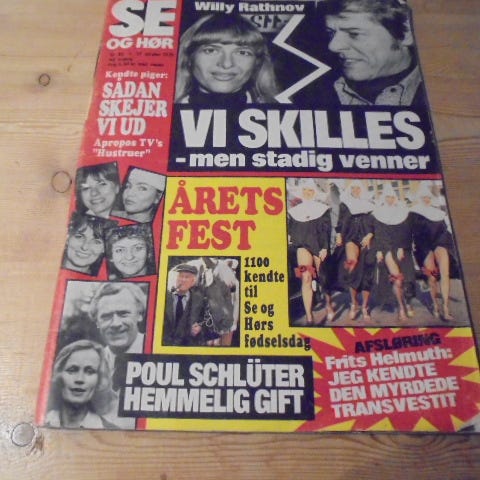 SE
OG HØR
Willy Rathnov
Kendte piger:
SÅDAN
SKEJER
VI UD
Apropos TV's
"Hustruer"
VI SKILLES
-men stadig venner
ÅRETS
FEST
1100
kendte
til
Se og
Hørs
fødselsdag
POUL SCHLÜTER
HEMMELIG GIFT
AFSLØRING
Frits Helmuth:
JEG KENDTE
DEN MYRDEDE
TRANSVESTIT